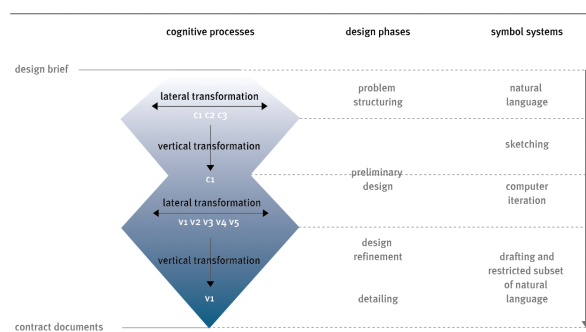 cognitive processes
design phases
symbol systems
design brief
problem
structuring
natural
language
lateral transformation
c1 c2 c3
sketching
vertical transformation
preliminary
design
c1
computer
iteration
lateral transformation
v1 v2 v3 v4 v5
design
refinement
vertical transformation
drafting and
restricted subset
of natural
language
v1
detailing
contract documents